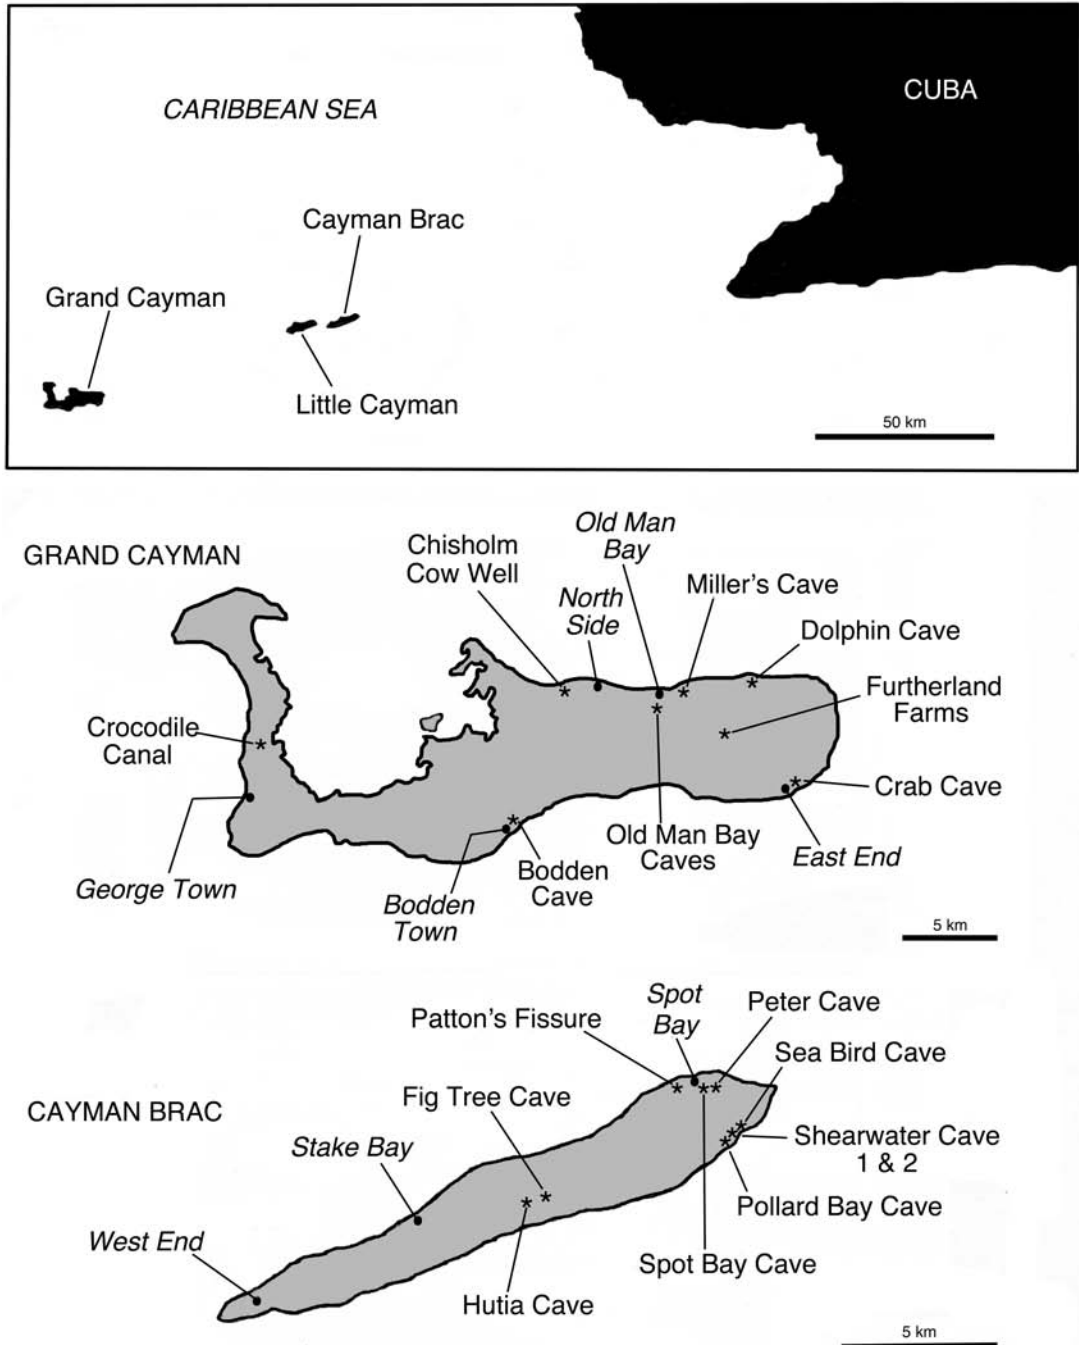 CUBA
CARIBBEAN SEA
Cayman Brac
Grand Cayman
Little Cayman
50 km
GRAND CAYMAN
Old Man
Bay
Chisholm
Cow Well
North
Side
Miller's Cave
Dolphin Cave
Furtherland
Farms
Crocodile
Canal
Crab Cave
Old Man Bay
Caves
East End
Bodden
Cave
George Town
Bodden
Town
5 km
Spot
Bay
Peter Cave
Patton's Fissure
Sea Bird Cave
Fig Tree Cave
CAYMAN BRAC
Shearwater Cave
1 & 2
Stake Bay
Pollard Bay Cave
West End
Spot Bay Cave
Hutia Cave
5 km